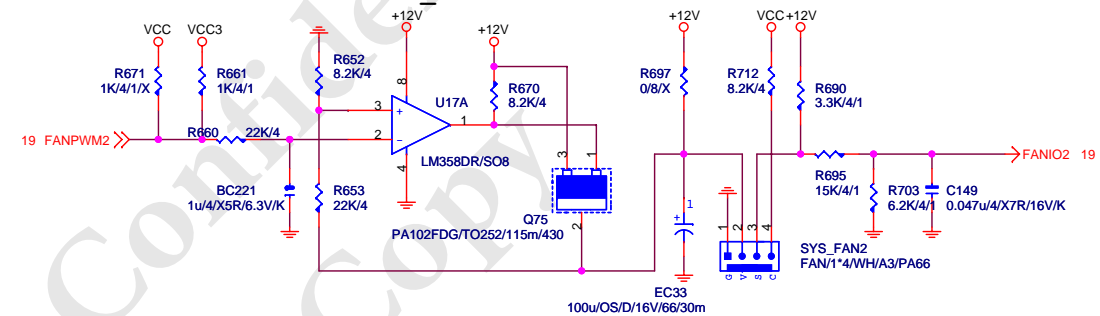 +12V
VCC
VCC3
+12V
+12V
VCC
+12V
R671
1K/4/1/X
R661
1K/4/1
R652
8.2K/4
8
U17A
R670
8.2K/4
R697
0/8/X
R712
8.2K/4
R690
3.3K/4/1
3
+
1
2
-
4
LM358DR/SO8
19 FANPWM2
R660
22K/4
FANIO2 19
BC221
1u/4/X5R/6.3V/K
R653
22K/4
3
1
2
Q75
PA102FDG/TO252/115m/430
R695
15K/4/1
R703
6.2K/4/1
C149
0.047u/4/X7R/16V/K
+
1
1
2
3
4
G
V
S
C
SYS_FAN2
FAN/1*4/WH/A3/PA66
EC33
100u/OS/D/16V/66/30m
Confide
Copy